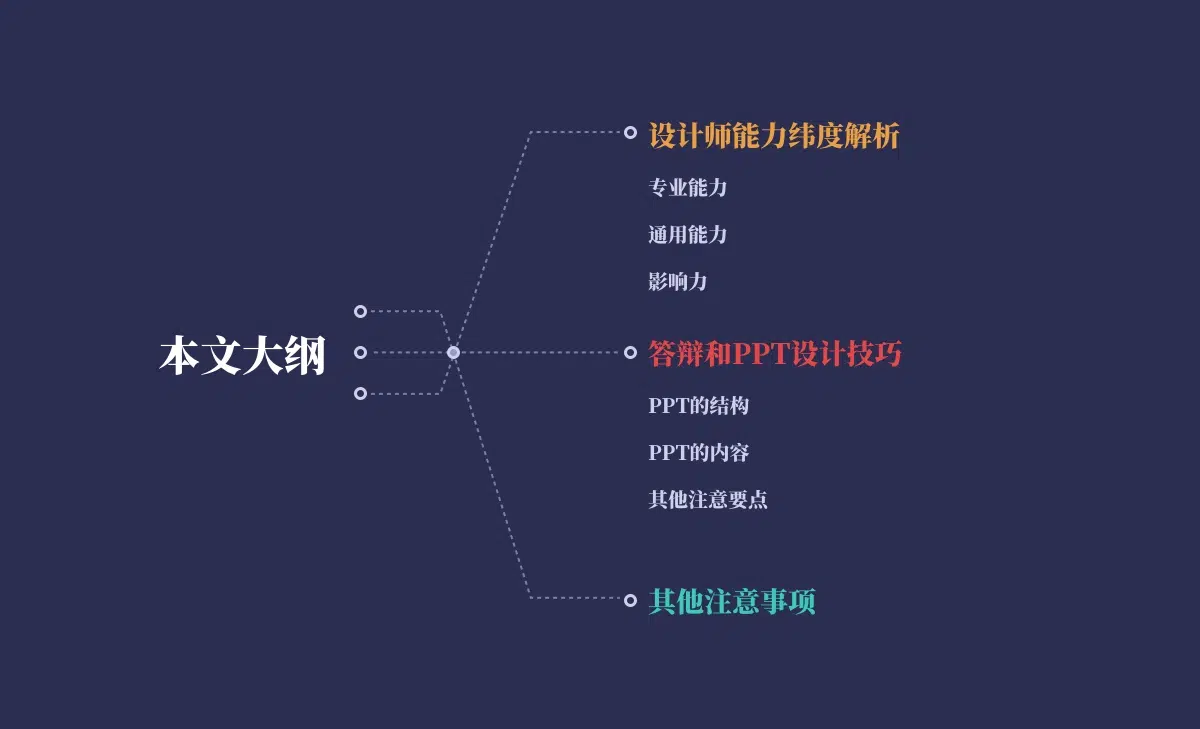 本文大纲
设计师能力纬度解析
专业能力
通用能力
影响力
答辩和PPT设计技巧
PPT的结构
PPT的内容
其他注意要点
其他注意事项